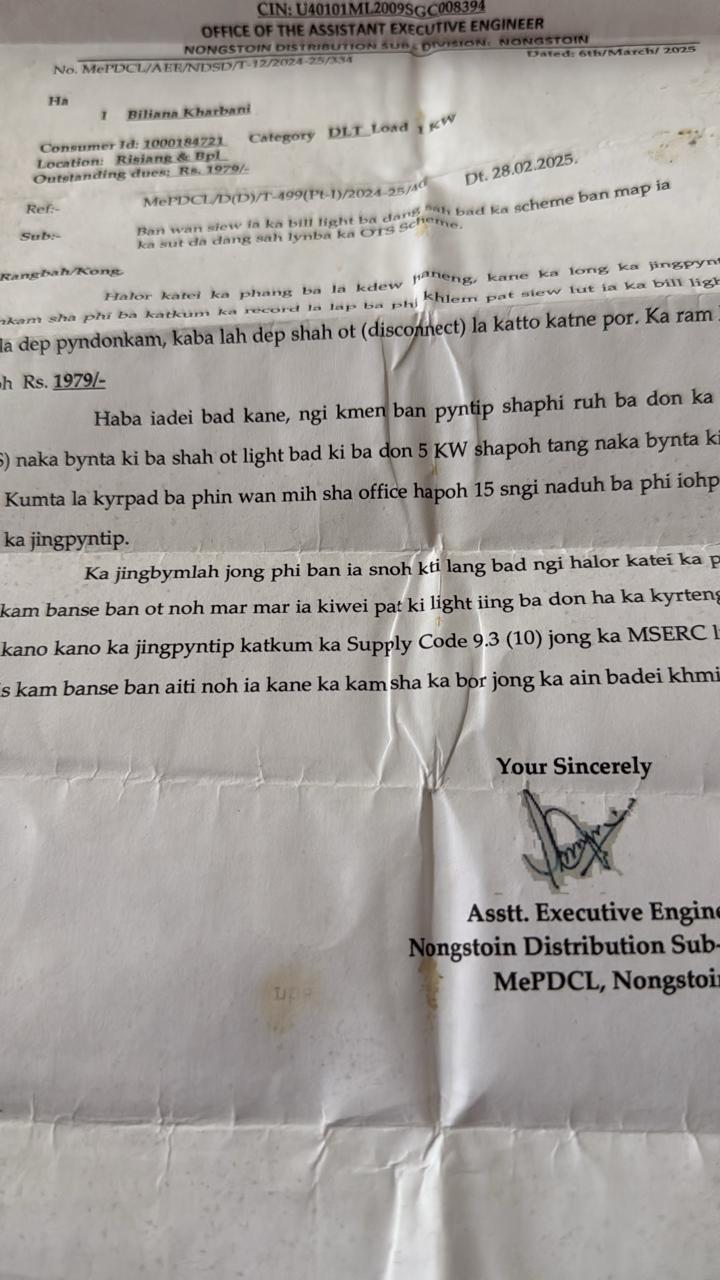 CIN: U40101ML2009SGC008394
OFFICE OF THE ASSISTANT EXECUTIVE ENGINEER
NONGSTOIN DISTRIBUTION SUB-DIVISION: NONGSTOIN
No. MePDCL/AEE/NDSD/T-12/2024-25/334 Dated: 6th/March/ 2025
Ha
1 Biliana Kharbani
Consumer Id: 1000184721 Category DLT Load 1 KW
Location: Risiang & Bpl
Outstanding dues: Rs. 1979/-
Ref:- MePDCL/D(D)/T-499(Pt-I)/2024-25/40 Dt. 28.02.2025.
Sub:- Ban wan siew ia ka bill light ba dang sah bad ka scheme ban map ia
ka sut da dang sah lynba ka OTS Scheme.
Rangbah/Kong,
Halor katei ka phang ba la kdew haneng, kane ka long ka jingpynt
nkam sha phi ba katkum ka record la lap ba phi khlem pat siew lut ia ka bill ligh
la dep pyndonkam, kaba lah dep shah ot (disconnect) la katto katne por. Ka ram
oh Rs. 1979/-
Haba iadei bad kane, ngi kmen ban pyntip shaphi ruh ba don ka
S) naka bynta ki ba shah ot light bad ki ba don 5 KW shapoh tang naka bynta ki
Kumta la kyrpad ba phin wan mih sha office hapoh 15 sngi naduh ba phi iohp
ka jingpyntip.
Ka jingbymlah jong phi ban ia snoh kti lang bad ngi halor katei ka p
kam banse ban ot noh mar mar ia kiwei pat ki light iing ba don ha ka kyrteng
kano kano ka jingpyntip katkum ka Supply Code 9.3 (10) jong ka MSERC l
s kam banse ban aiti noh ia kane ka kam sha ka bor jong ka ain badei khmi
Your Sincerely
Asstt. Executive Engine
Nongstoin Distribution Sub-
MePDCL, Nongstoi